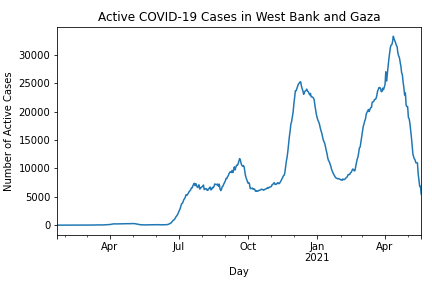 Active COVID-19 Cases in West Bank and Gaza
Number of Active Cases
30000
25000
20000
15000
10000
5000
0
Apr
Jul
Oct
Jan
2021
Apr
Day